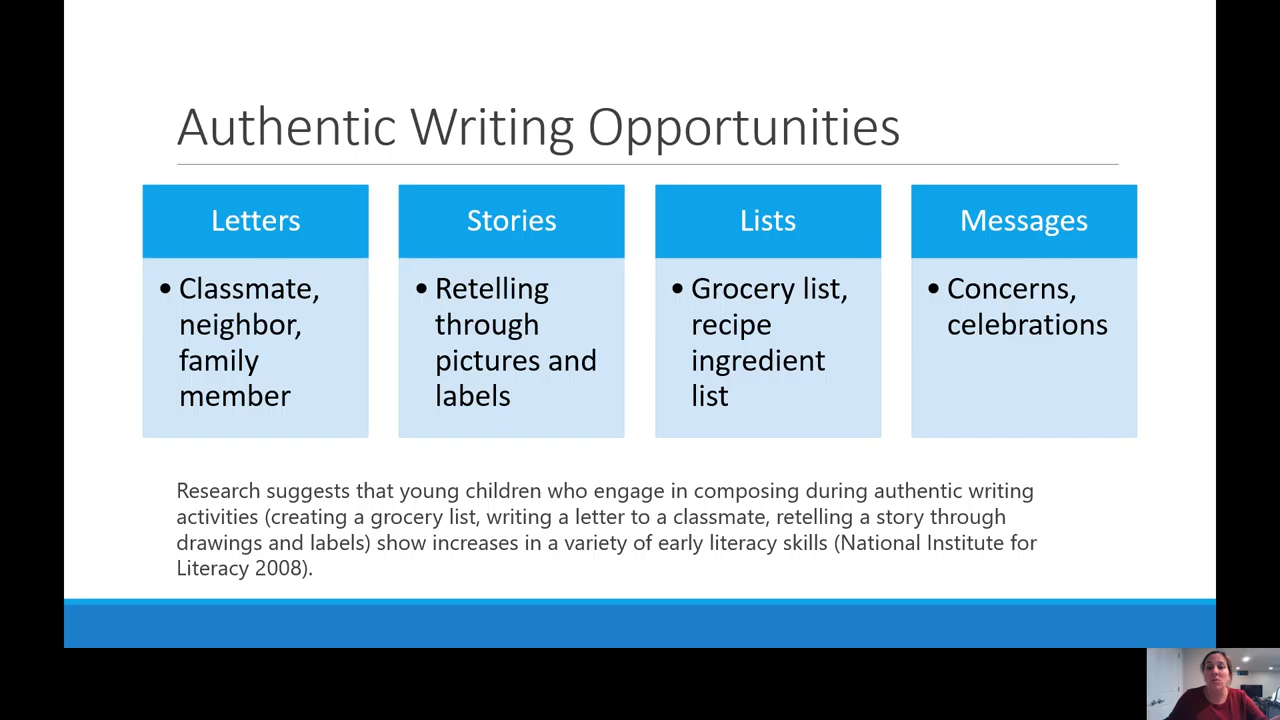 Authentic Writing Opportunities
Letters
• Classmate,
neighbor,
family
member
Stories
• Retelling
through
pictures and
labels
Lists
• Grocery list,
recipe
ingredient
list
Messages
• Concerns,
celebrations
Research suggests that young children who engage in composing during authentic writing
activities (creating a grocery list, writing a letter to a classmate, retelling a story through
drawings and labels) show increases in a variety of early literacy skills (National Institute for
Literacy 2008).